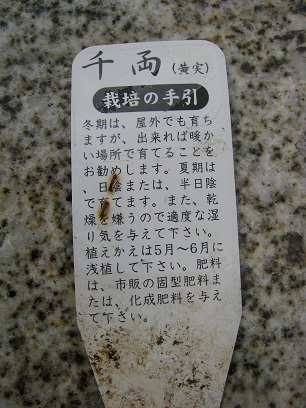 千両(黄実)
栽培の手引
冬期は、屋外でも育ち
ますが、出来れば暖か
い場所で育てることを
お勧めします。夏期は
、日陰または、半日陰
で育てます。また、乾
燥を嫌うので適度な湿
り気を与えて下さい。
植えかえは5月〜6月に
浅植して下さい。肥料
は、市販の固型肥料ま
たは、化成肥料を与え
て下さい。